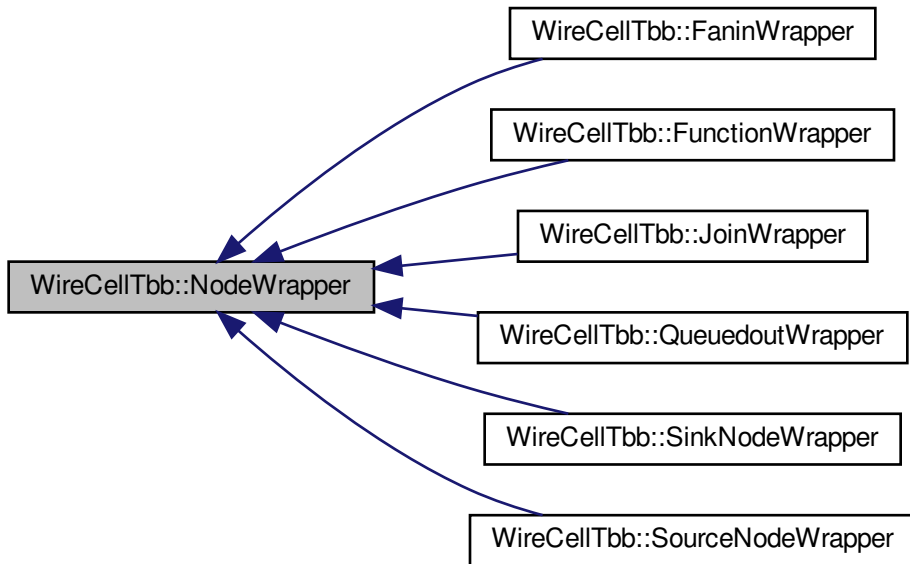 WireCellTbb::FaninWrapper
WireCellTbb::FunctionWrapper
WireCellTbb::JoinWrapper
WireCellTbb::NodeWrapper
WireCellTbb::QueuedoutWrapper
WireCellTbb::SinkNodeWrapper
WireCellTbb::SourceNodeWrapper